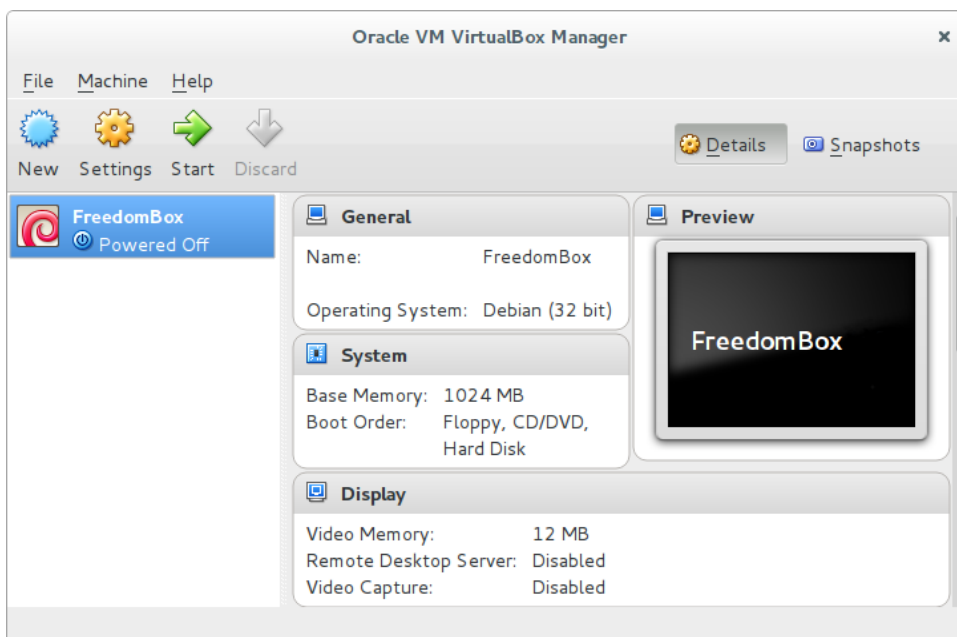 Oracle VM VirtualBox Manager
×
File Machine Help
New Settings Start Discard
Details Snapshots
FreedomBox
Powered Off
General
Name: FreedomBox
Operating System: Debian (32 bit)
System
Base Memory: 1024 MB
Boot Order: Floppy, CD/DVD,
Hard Disk
Preview
FreedomBox
Display
Video Memory: 12 MB
Remote Desktop Server: Disabled
Video Capture: Disabled